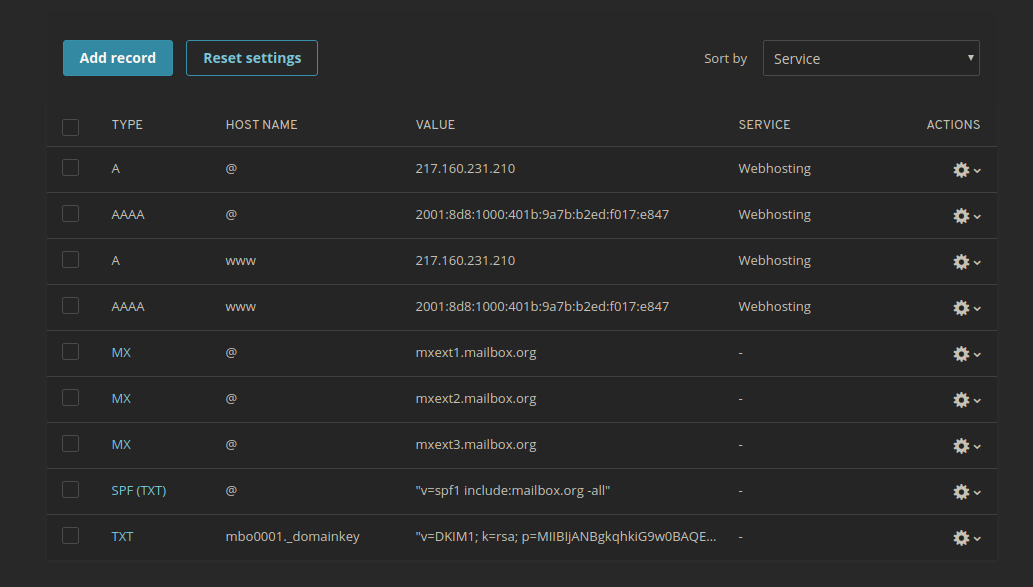 Add record Reset settings Sort by Service
TYPE HOST NAME VALUE SERVICE ACTIONS
A @ 217.160.231.210 Webhosting
AAAA @ 2001:8d8:1000:401b:9a7b:b2ed:f017:e847 Webhosting
A www 217.160.231.210 Webhosting
AAAA www 2001:8d8:1000:401b:9a7b:b2ed:f017:e847 Webhosting
MX @ mxext1.mailbox.org -
MX @ mxext2.mailbox.org -
MX @ mxext3.mailbox.org -
SPF (TXT) @ "v=spf1 include:mailbox.org -all" -
TXT mbo0001._domainkey "v=DKIM1; k=rsa; p=MIIBIjANBgkqhkiG9w0BAQE... -